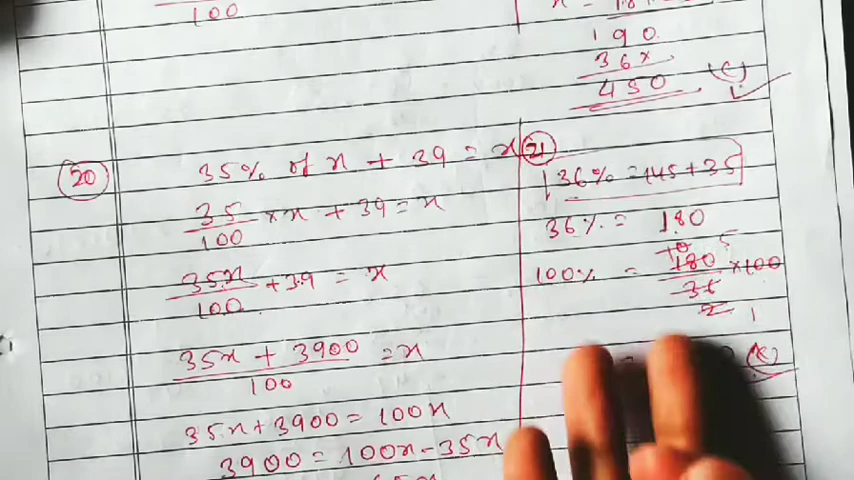 100
190
36x
450
20
35% of x + 39 = x
35/100 × x + 39 = x
35x/100 + 39 = x
35x + 3900/100 = x
35x + 3900 = 100x
3900 = 100x - 35x
21
36% = 145 + 35
36% = 180
100% = 180/36 × 100